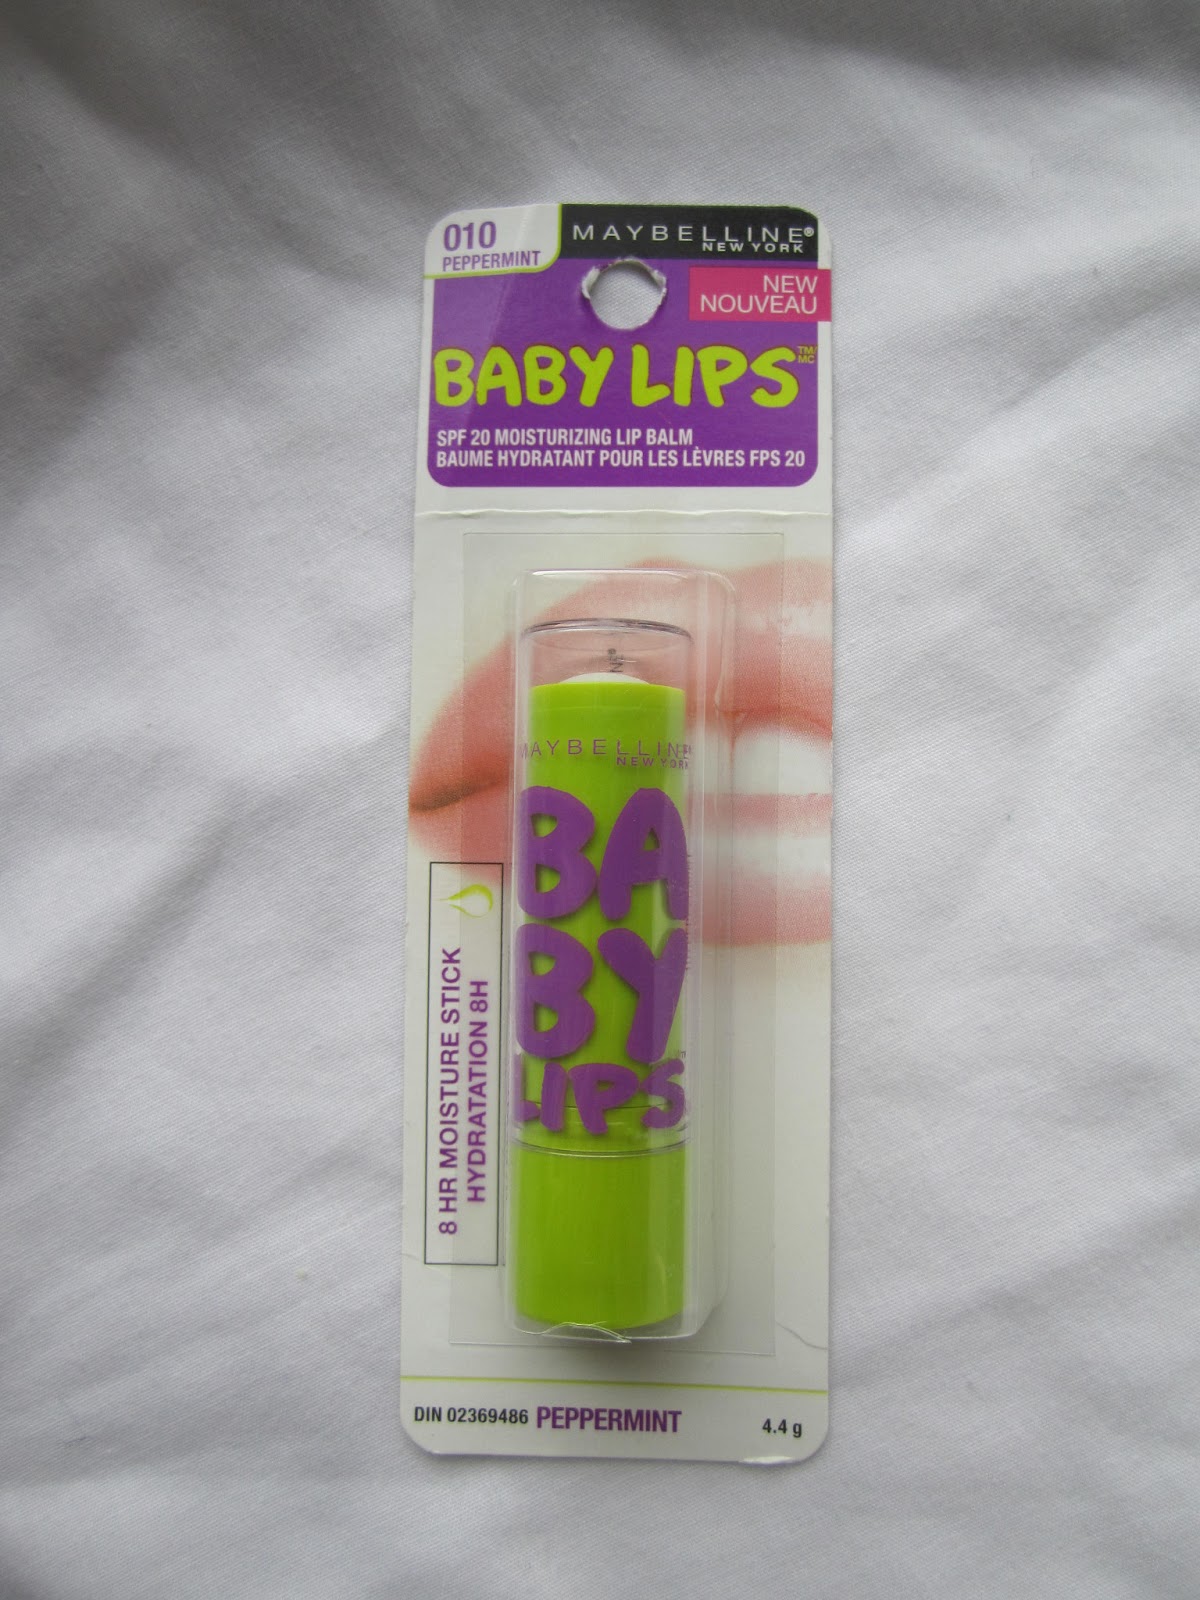 010
PEPPERMINT
MAYBELLINE®
NEW YORK
NEW
NOUVEAU
BABY LIPS™/MC
SPF 20 MOISTURIZING LIP BALM
BAUME HYDRATANT POUR LES LÈVRES FPS 20
MAYBELLINE
NEW YORK
BA
BY
LIPS
8 HR MOISTURE STICK
HYDRATATION 8H
DIN 02369486 PEPPERMINT 4.4 g